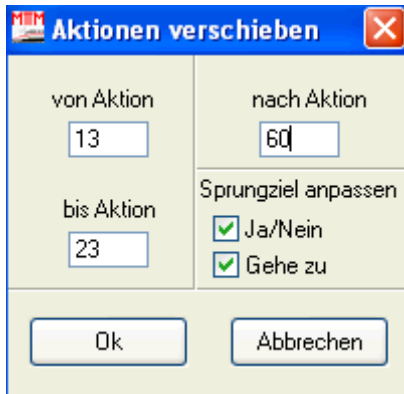 MTM Aktionen verschieben
von Aktion
13
bis Aktion
23
nach Aktion
60
Sprungziel anpassen
Ja/Nein
Gehe zu
Ok
Abbrechen